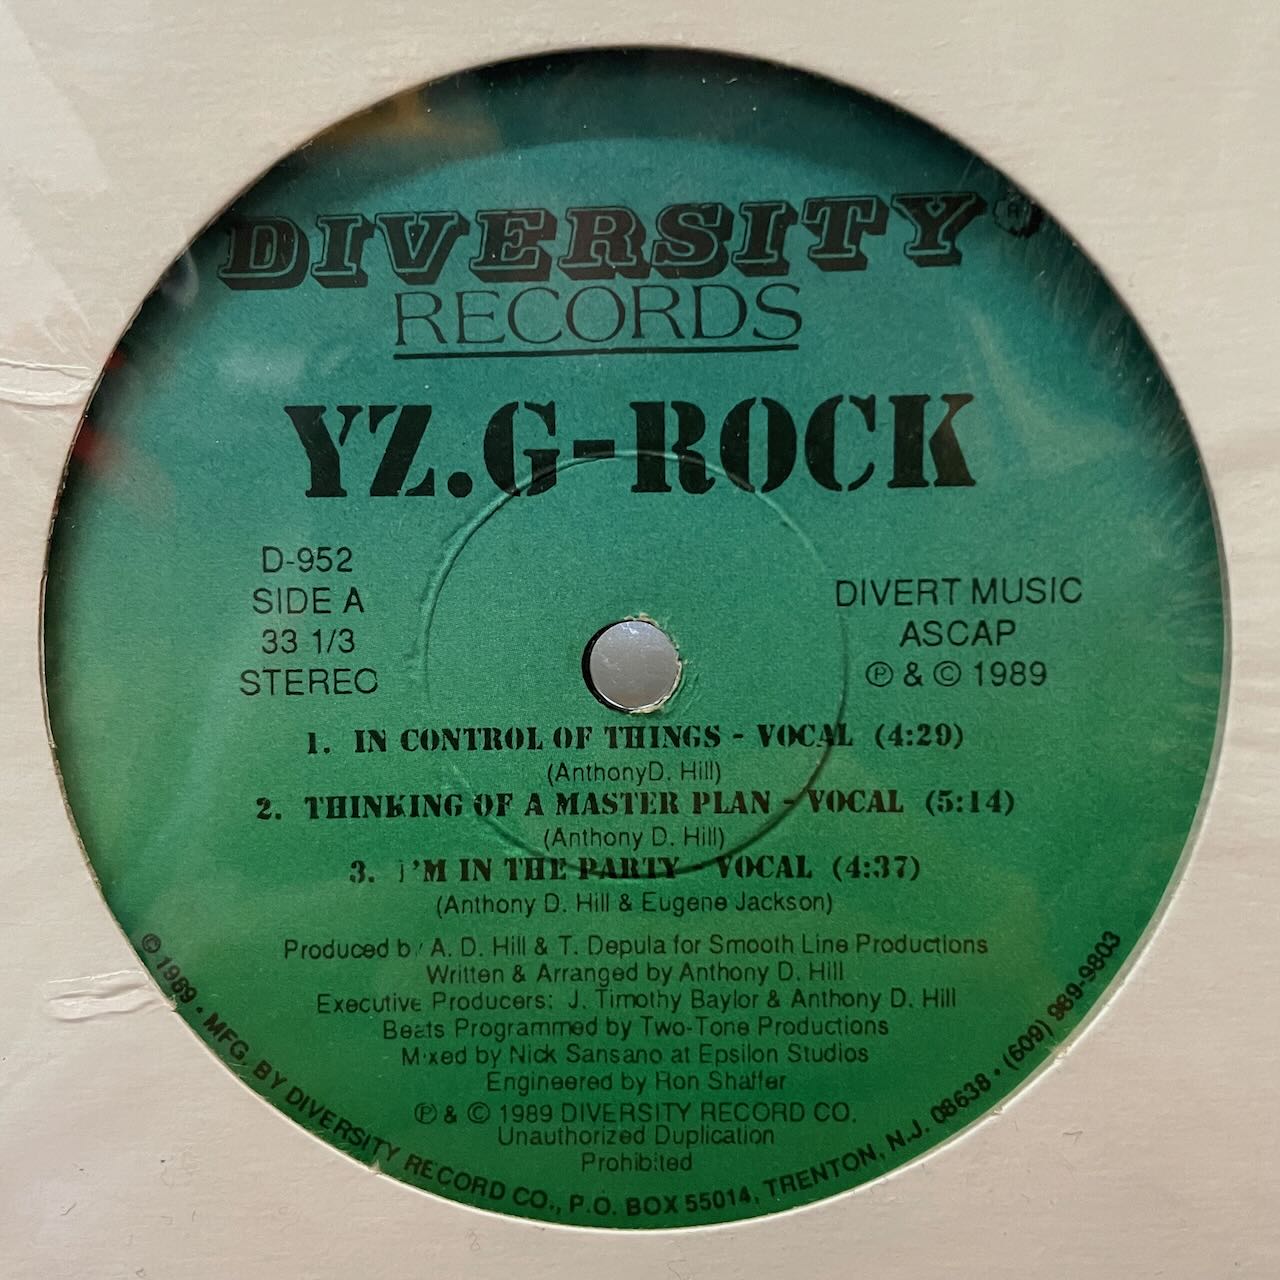 DIVERSITY®
RECORDS
YZ.G-ROCK
D-952
SIDE A
33 1/3
STEREO
DIVERT MUSIC
ASCAP
℗ & © 1989
1. IN CONTROL OF THINGS - VOCAL (4:29)
(AnthonyD. Hill)
2. THINKING OF A MASTER PLAN - VOCAL (5:14)
(Anthony D. Hill)
3. I'M IN THE PARTY - VOCAL (4:37)
(Anthony D. Hill & Eugene Jackson)
Produced by A. D. Hill & T. Depula for Smooth Line Productions
Written & Arranged by Anthony D. Hill
Executive Producers: J. Timothy Baylor & Anthony D. Hill
Beats Programmed by Two-Tone Productions
Mixed by Nick Sansano at Epsilon Studios
Engineered by Ron Shaffer
℗ & © 1989 DIVERSITY RECORD CO.
Unauthorized Duplication
Prohibited
© 1989 • MFG. BY DIVERSITY RECORD CO., P.O. BOX 55014, TRENTON, N.J. 08638 • (609) 989-9803